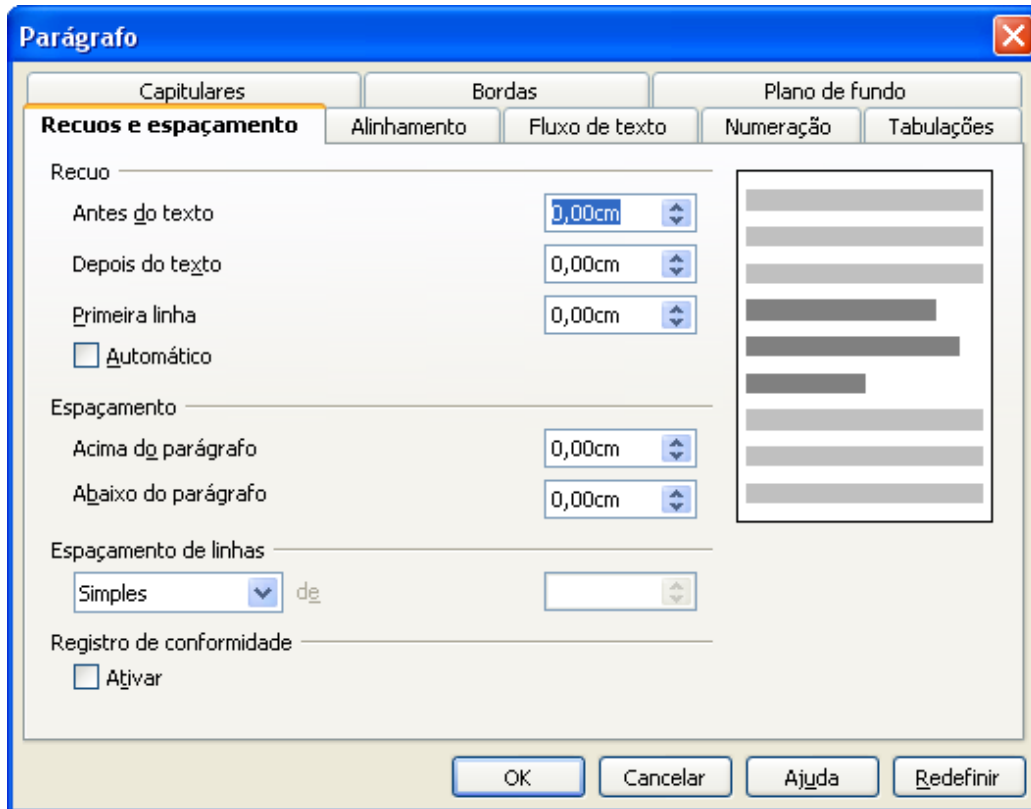 Parágrafo
Capitulares Bordas Plano de fundo
Recuos e espaçamento Alinhamento Fluxo de texto Numeração Tabulações
Recuo
Antes do texto 0,00cm
Depois do texto 0,00cm
Primeira linha 0,00cm
Automático
Espaçamento
Acima do parágrafo 0,00cm
Abaixo do parágrafo 0,00cm
Espaçamento de linhas
Simples de
Registro de conformidade
Ativar
OK Cancelar Ajuda Redefinir